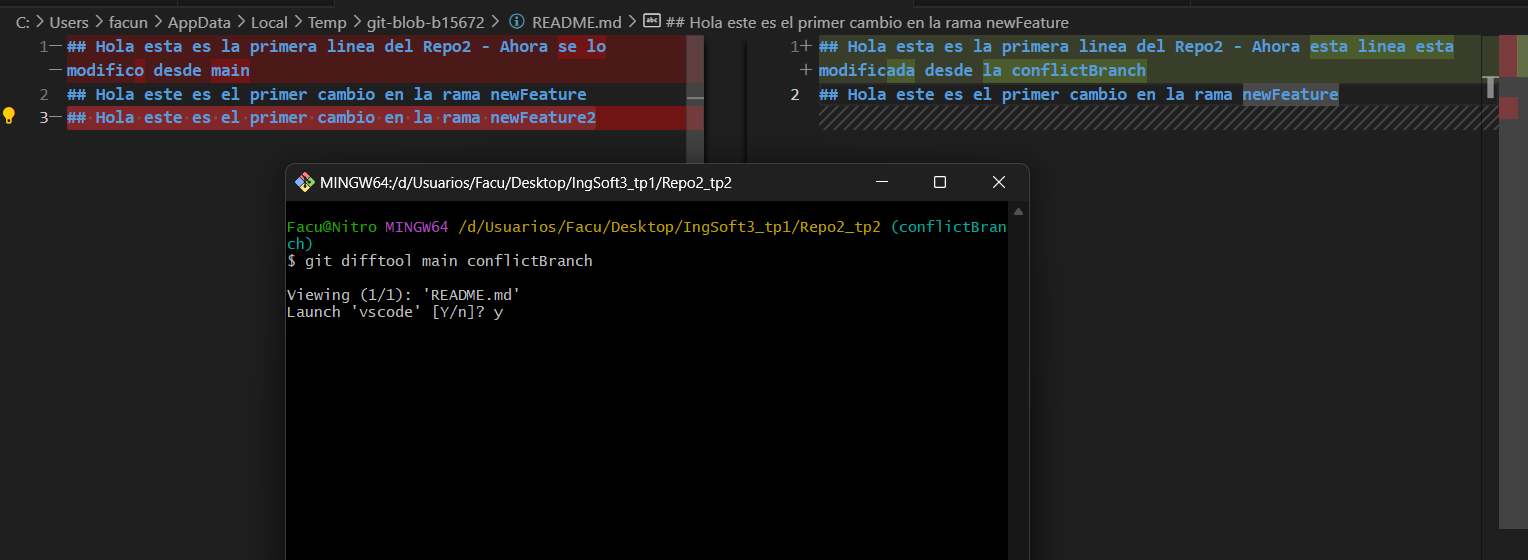 C: > Users > facun > AppData > Local > Temp > git-blob-b15672 > README.md > ## Hola este es el primer cambio en la rama newFeature
1— ## Hola esta es la primera linea del Repo2 - Ahora se lo
— modifico desde main
2 ## Hola este es el primer cambio en la rama newFeature
3— ##·Hola·este·es·el·primer·cambio·en·la·rama·newFeature2
1+ ## Hola esta es la primera linea del Repo2 - Ahora esta linea esta
+ modificada desde la conflictBranch
2 ## Hola este es el primer cambio en la rama newFeature
MINGW64:/d/Usuarios/Facu/Desktop/IngSoft3_tp1/Repo2_tp2
Facu@Nitro MINGW64 /d/Usuarios/Facu/Desktop/IngSoft3_tp1/Repo2_tp2 (conflictBran
ch)
$ git difftool main conflictBranch
Viewing (1/1): 'README.md'
Launch 'vscode' [Y/n]? y